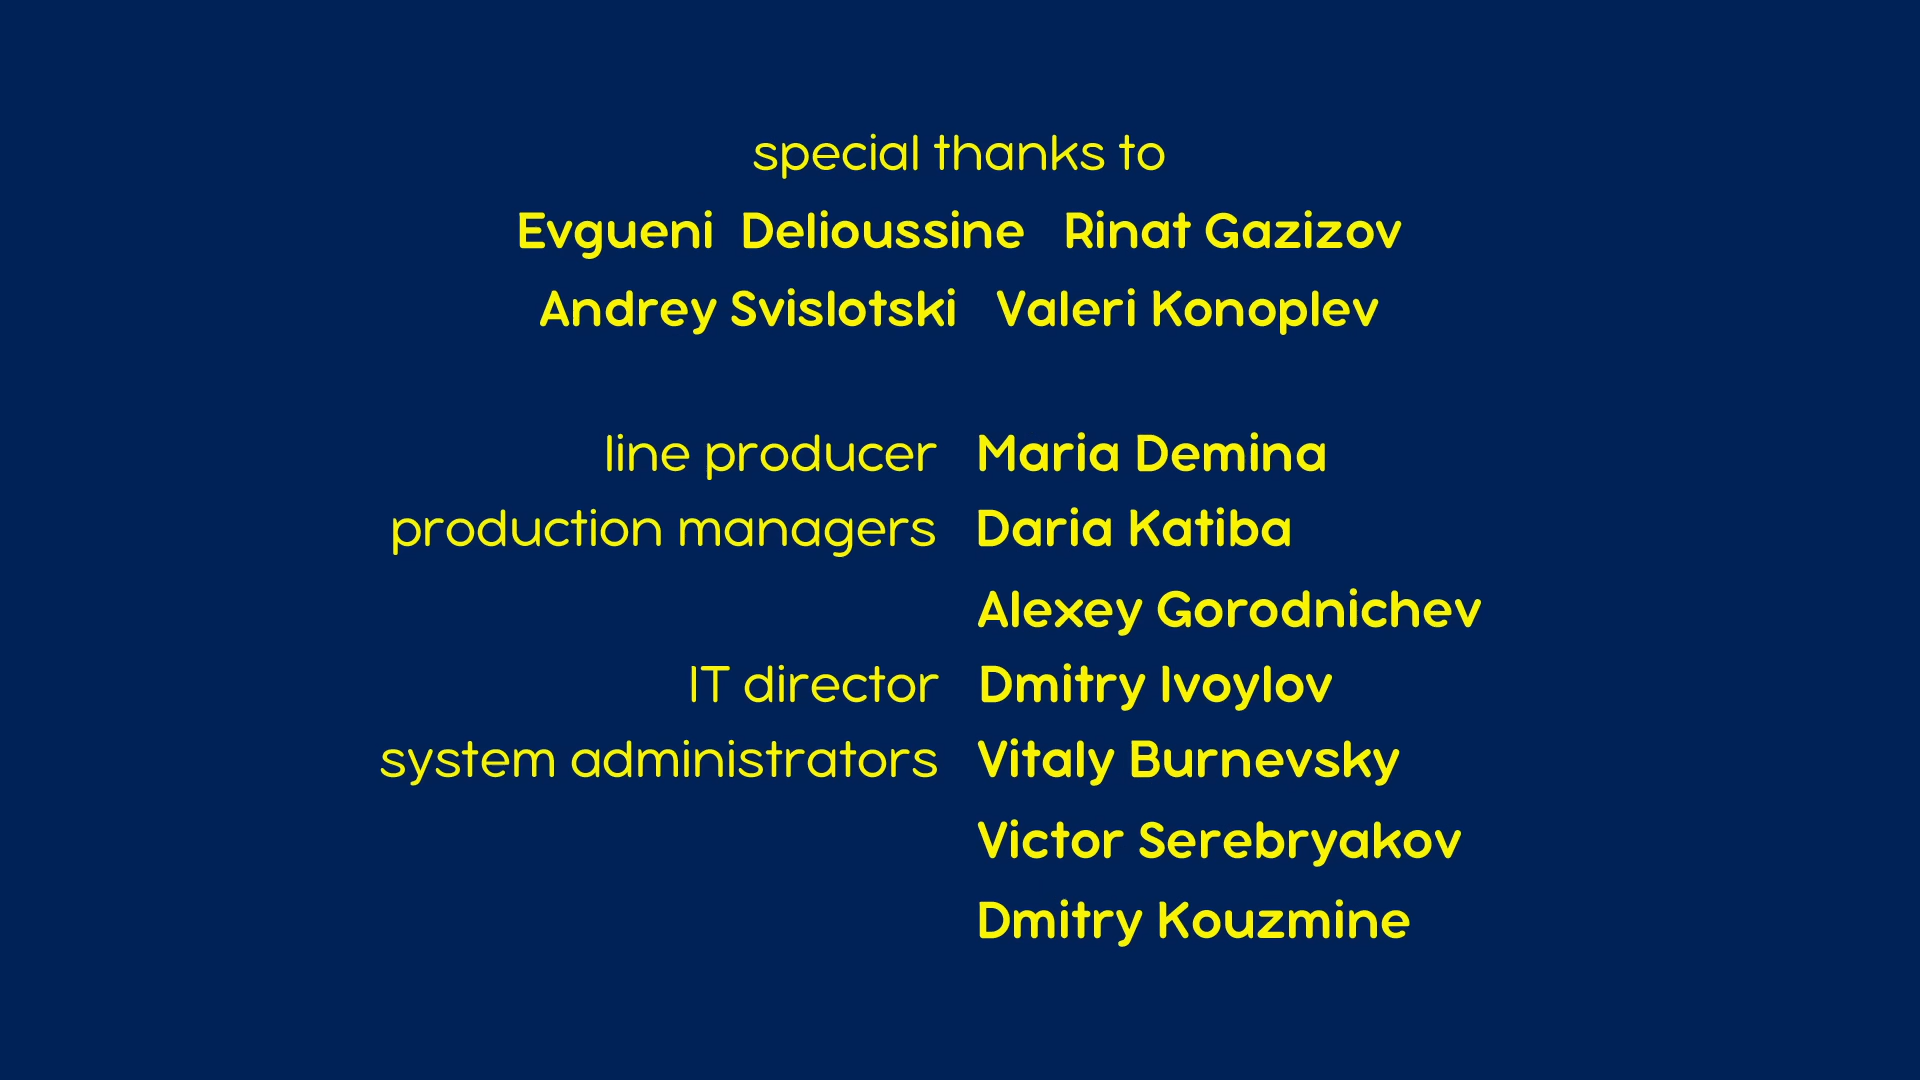 special thanks to
Evgueni Delioussine Rinat Gazizov
Andrey Svislotski Valeri Konoplev
line producer Maria Demina
production managers Daria Katiba
Alexey Gorodnichev
IT director Dmitry Ivoylov
system administrators Vitaly Burnevsky
Victor Serebryakov
Dmitry Kouzmine